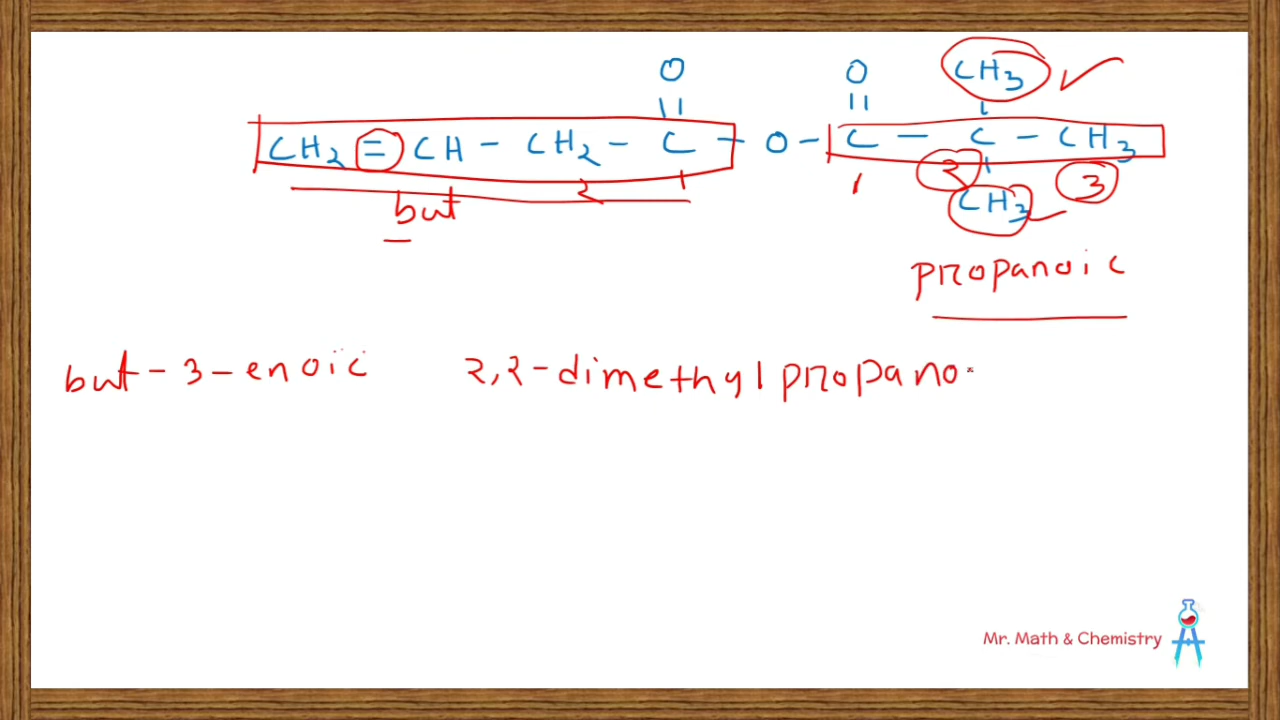 O O CH3
|| || |
CH2 = CH - CH2 - C - O - C - C - CH3
2 1 1 2 | 3
but CH3
propanoic
but-3-enoic 2,2-dimethylpropano
Mr. Math & Chemistry